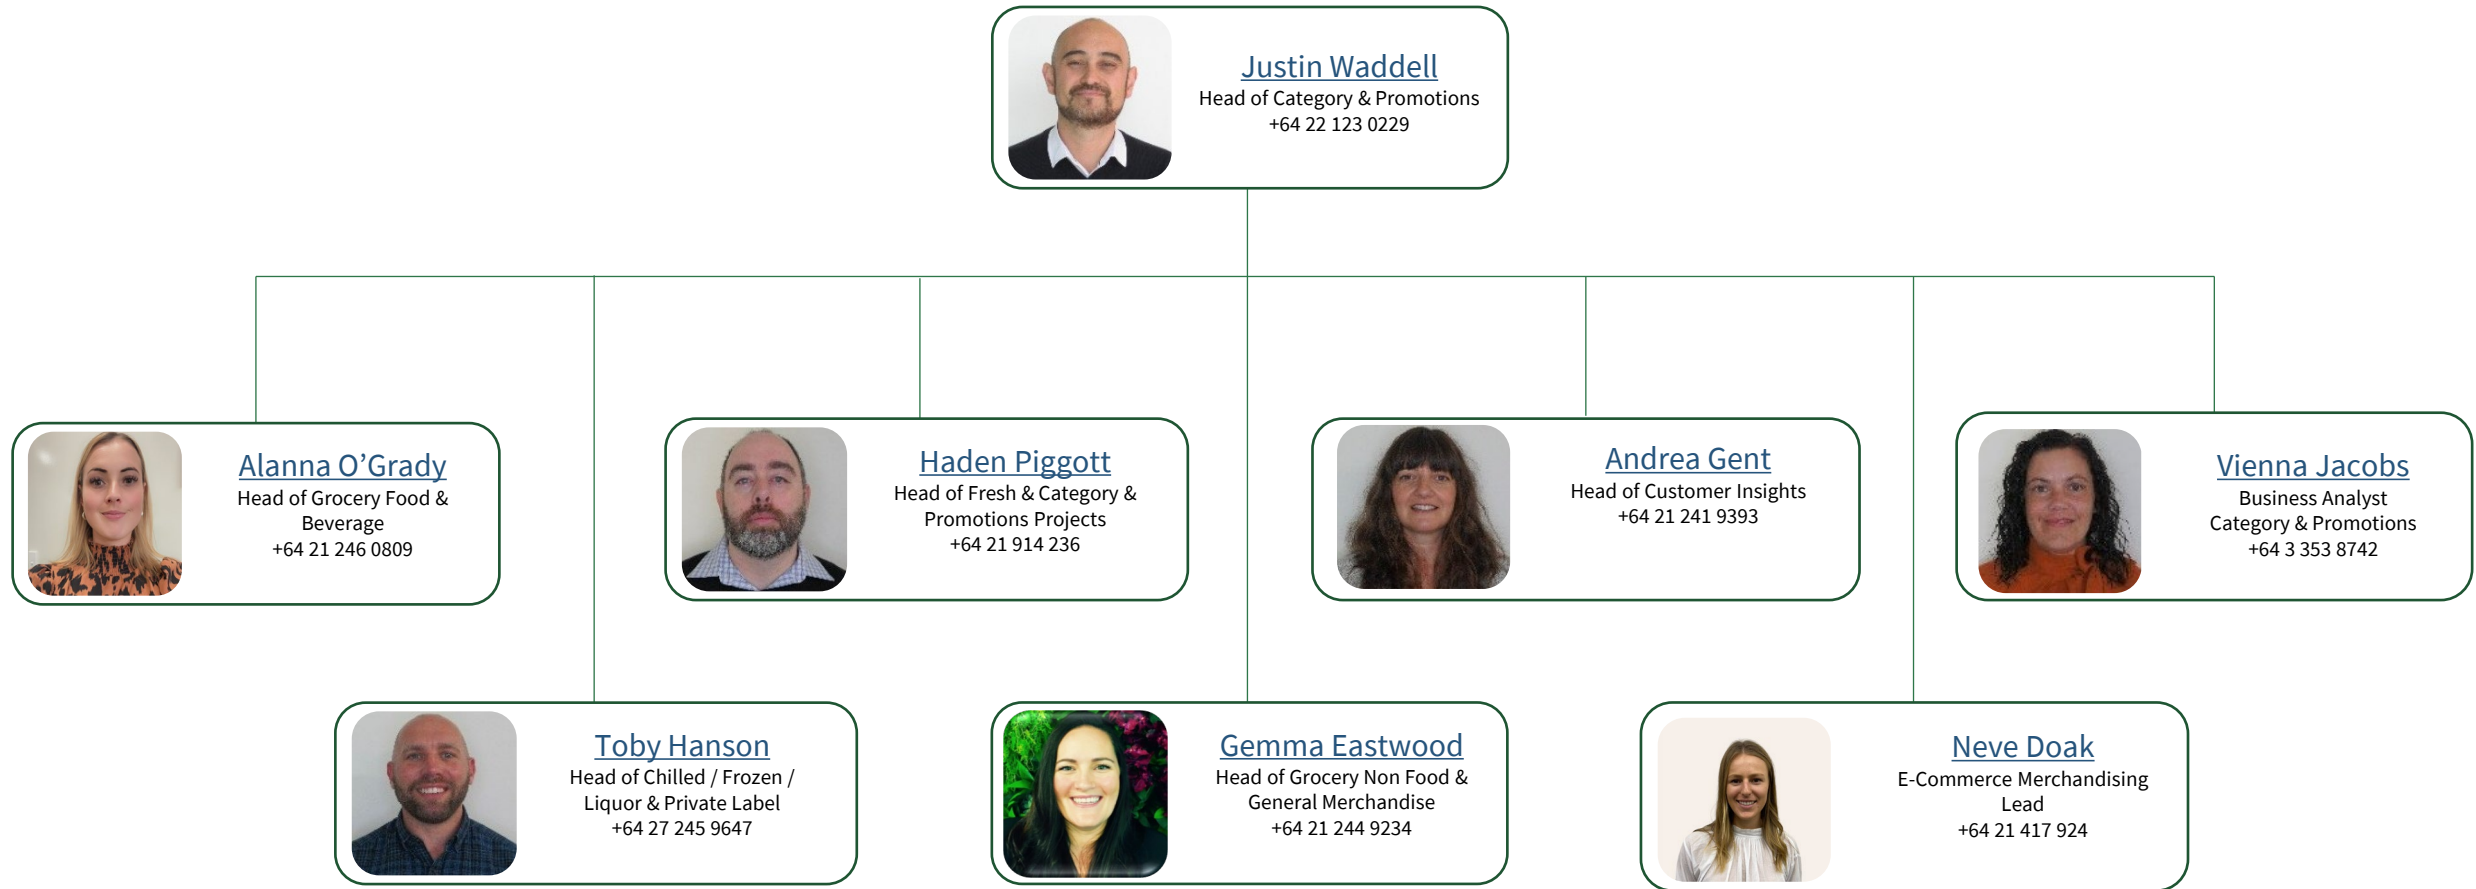 Justin Waddell
Head of Category & Promotions
+64 22 123 0229
Alanna O’Grady
Head of Grocery Food &
Beverage
+64 21 246 0809
Haden Piggott
Head of Fresh & Category &
Promotions Projects
+64 21 914 236
Andrea Gent
Head of Customer Insights
+64 21 241 9393
Vienna Jacobs
Business Analyst
Category & Promotions
+64 3 353 8742
Toby Hanson
Head of Chilled / Frozen /
Liquor & Private Label
+64 27 245 9647
Gemma Eastwood
Head of Grocery Non Food &
General Merchandise
+64 21 244 9234
Neve Doak
E-Commerce Merchandising
Lead
+64 21 417 924